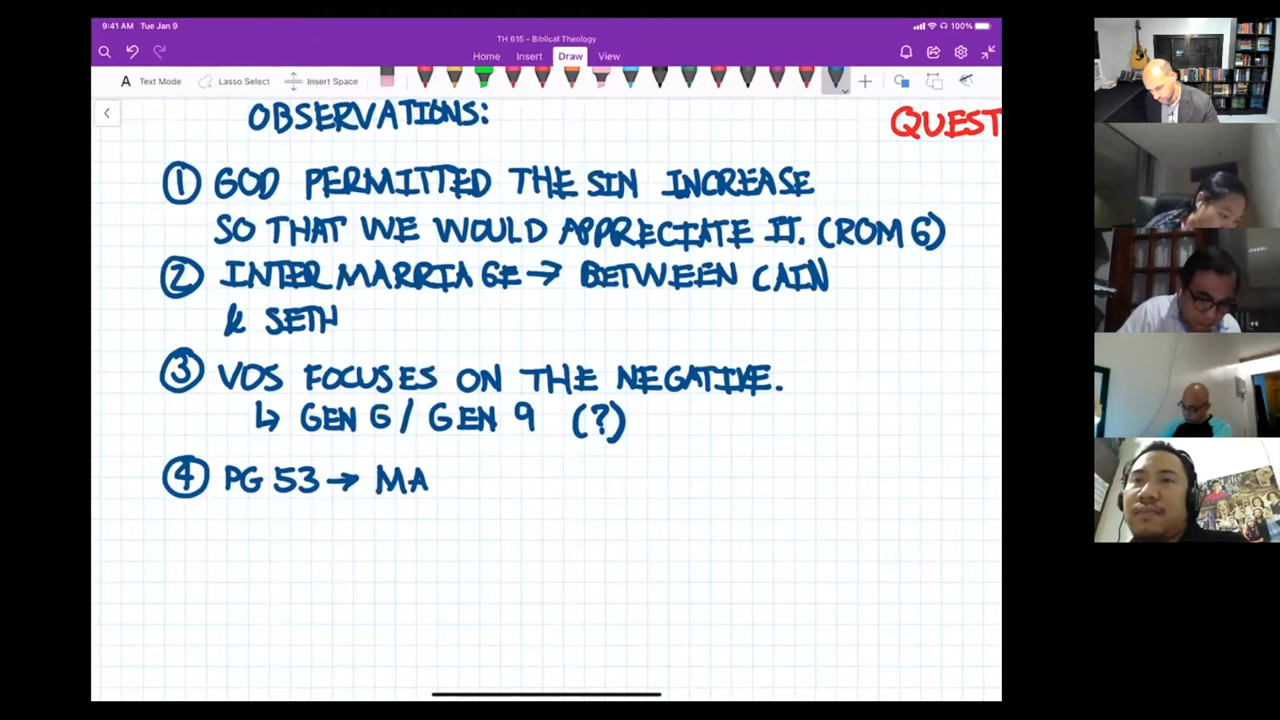 9:41 AM Tue Jan 9
100%
TH 615 - Biblical Theology
Home Insert Draw View
A Text Mode Lasso Select Insert Space
OBSERVATIONS:
QUEST
1 GOD PERMITTED THE SIN INCREASE
SO THAT WE WOULD APPRECIATE IT. (ROM 6)
2 INTERMARRIAGE → BETWEEN CAIN
& SETH
3 VOS FOCUSES ON THE NEGATIVE.
↳ GEN 6 / GEN 9 (?)
4 PG 53 → MA